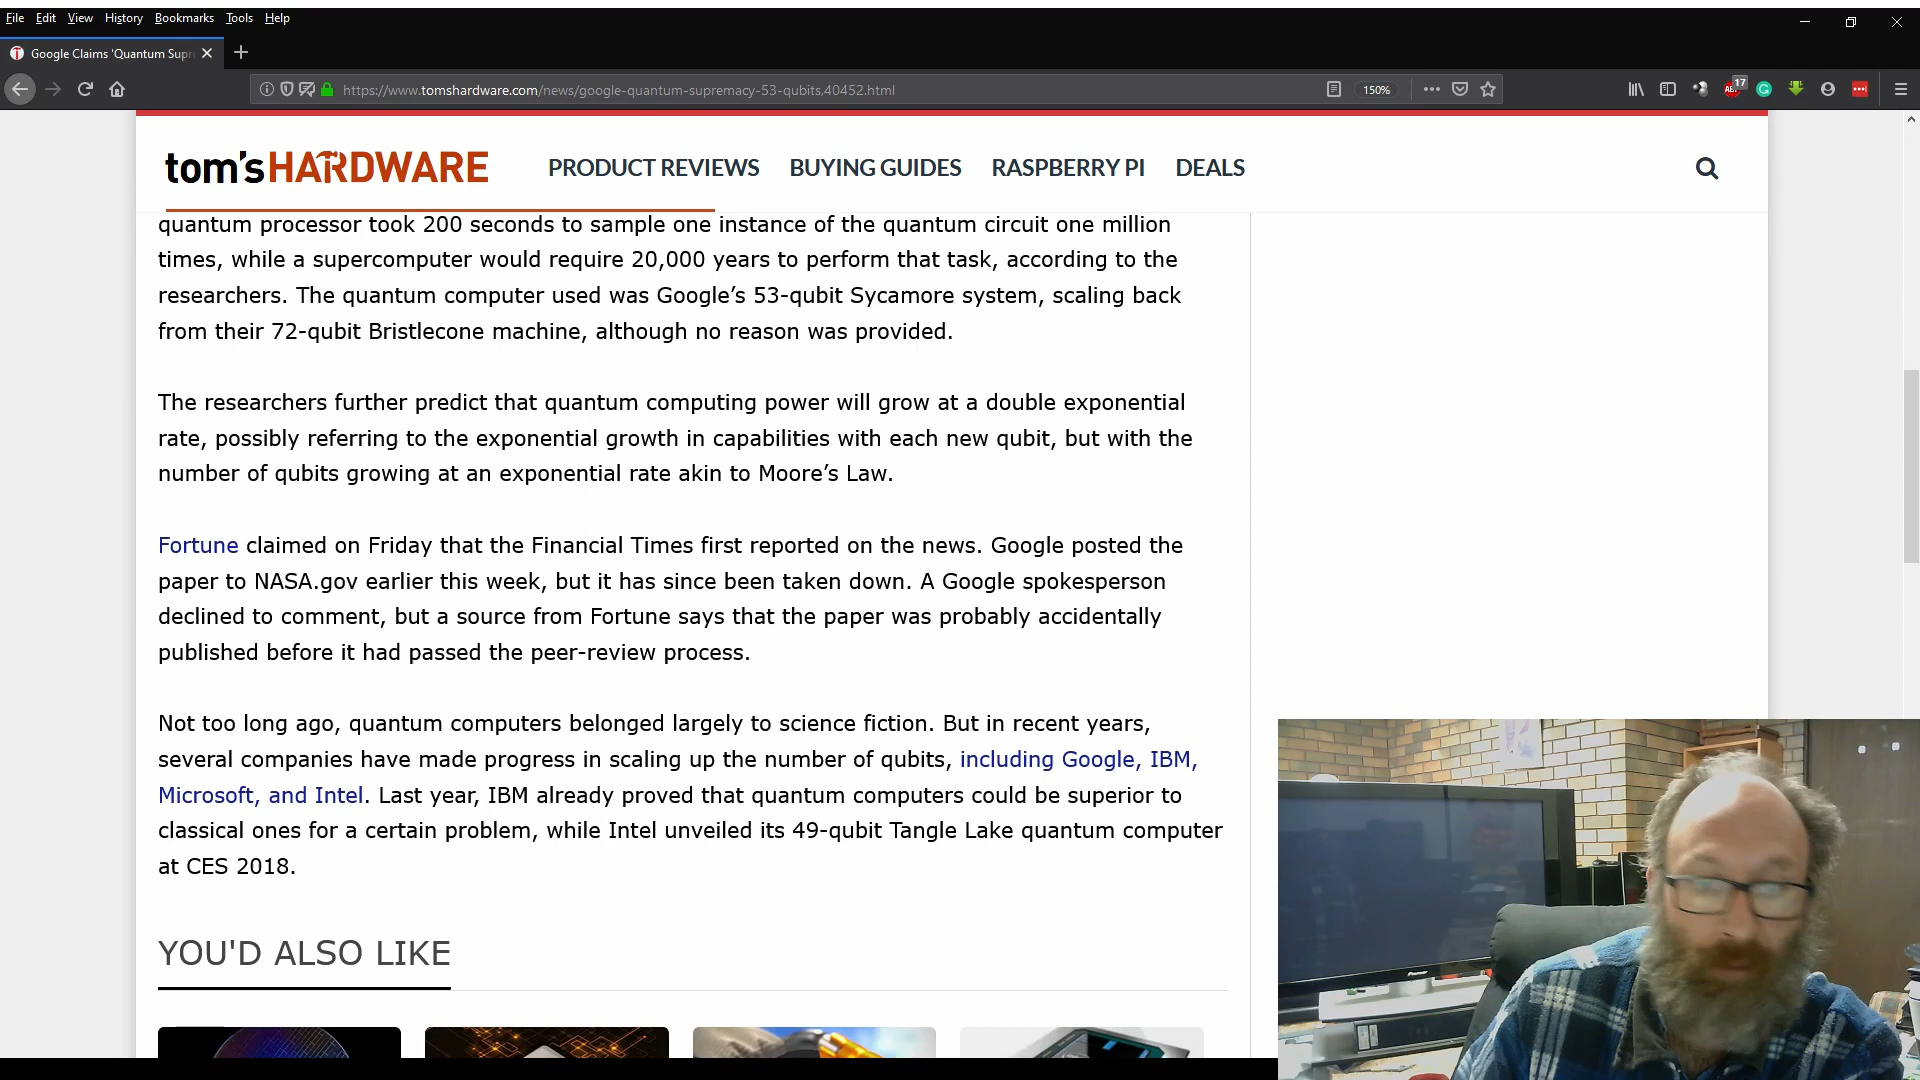 File Edit View History Bookmarks Tools Help
Google Claims 'Quantum Supr
https://www.tomshardware.com/news/google-quantum-supremacy-53-qubits,40452.html
150%
17
ABP
tom's HARDWARE
PRODUCT REVIEWS BUYING GUIDES RASPBERRY PI DEALS
quantum processor took 200 seconds to sample one instance of the quantum circuit one million
times, while a supercomputer would require 20,000 years to perform that task, according to the
researchers. The quantum computer used was Google’s 53-qubit Sycamore system, scaling back
from their 72-qubit Bristlecone machine, although no reason was provided.
The researchers further predict that quantum computing power will grow at a double exponential
rate, possibly referring to the exponential growth in capabilities with each new qubit, but with the
number of qubits growing at an exponential rate akin to Moore’s Law.
Fortune claimed on Friday that the Financial Times first reported on the news. Google posted the
paper to NASA.gov earlier this week, but it has since been taken down. A Google spokesperson
declined to comment, but a source from Fortune says that the paper was probably accidentally
published before it had passed the peer-review process.
Not too long ago, quantum computers belonged largely to science fiction. But in recent years,
several companies have made progress in scaling up the number of qubits, including Google, IBM,
Microsoft, and Intel. Last year, IBM already proved that quantum computers could be superior to
classical ones for a certain problem, while Intel unveiled its 49-qubit Tangle Lake quantum computer
at CES 2018.
YOU'D ALSO LIKE
Pioneer